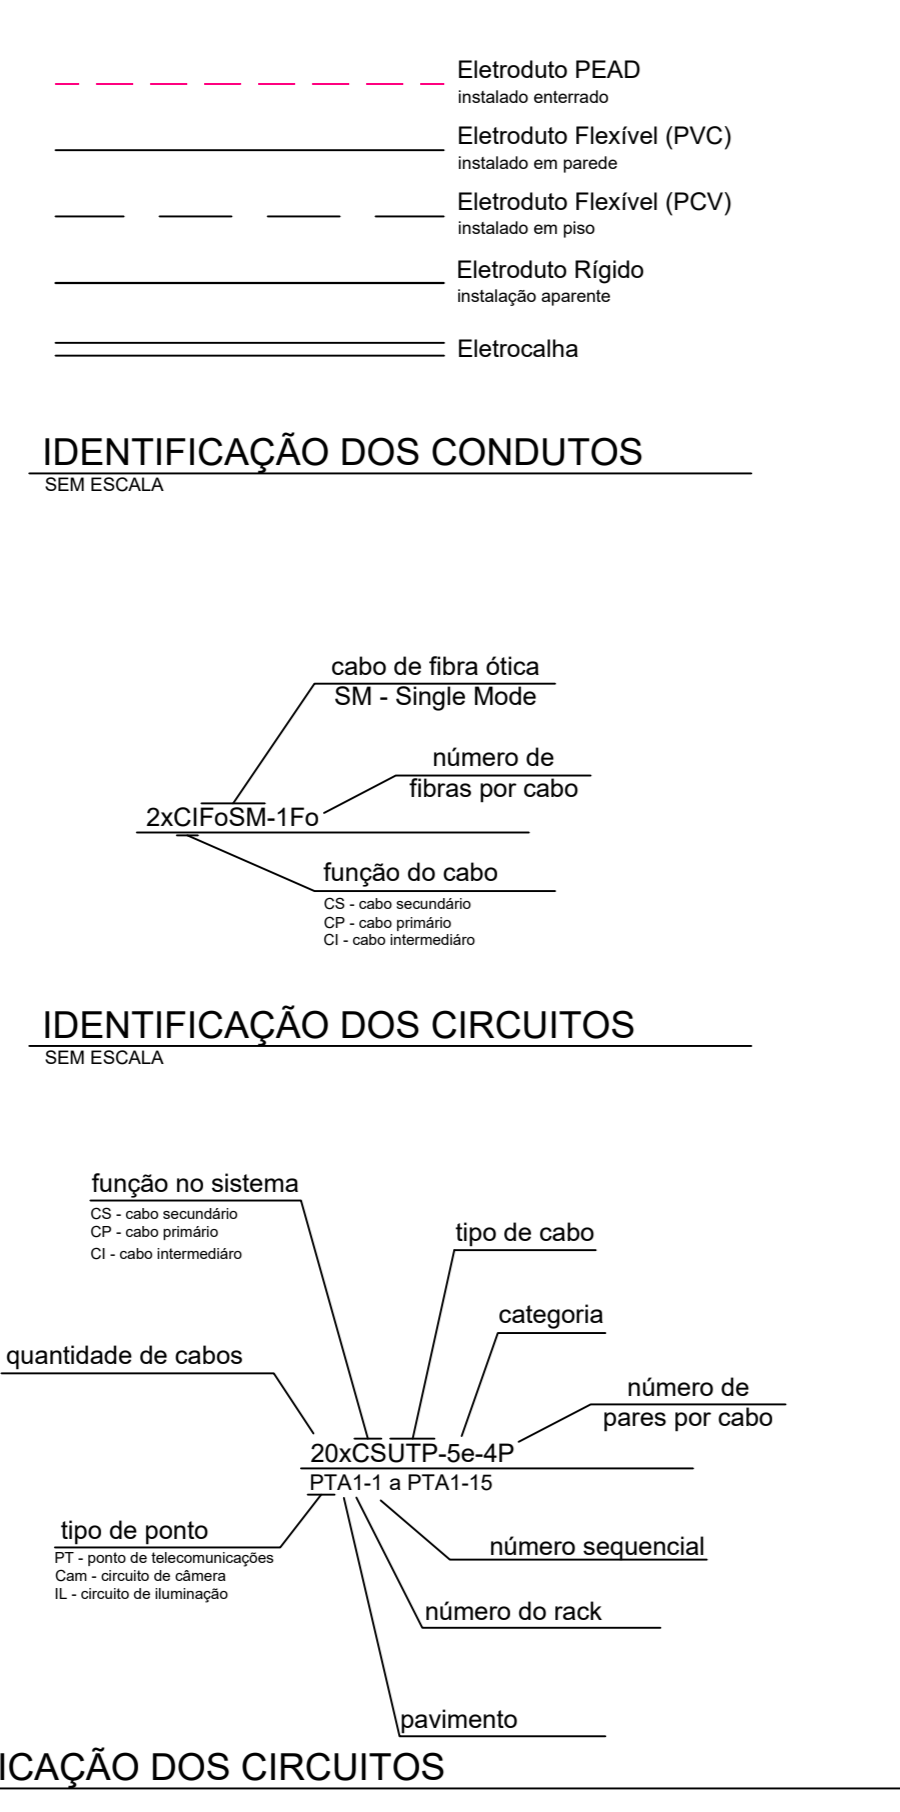 Eletroduto PEAD
instalado enterrado
Eletroduto Flexível (PVC)
instalado em parede
Eletroduto Flexível (PCV)
instalado em piso
Eletroduto Rígido
instalação aparente
Eletrocalha
IDENTIFICAÇÃO DOS CONDUTOS
SEM ESCALA
cabo de fibra ótica
SM - Single Mode
número de
fibras por cabo
2xCIFoSM-1Fo
função do cabo
CS - cabo secundário
CP - cabo primário
CI - cabo intermediáro
IDENTIFICAÇÃO DOS CIRCUITOS
SEM ESCALA
função no sistema
CS - cabo secundário
CP - cabo primário
CI - cabo intermediáro
tipo de cabo
categoria
quantidade de cabos
número de
pares por cabo
20xCSUTP-5e-4P
PTA1-1 a PTA1-15
tipo de ponto
PT - ponto de telecomunicações
Cam - circuito de câmera
IL - circuito de iluminação
número sequencial
número do rack
pavimento
ICAÇÃO DOS CIRCUITOS